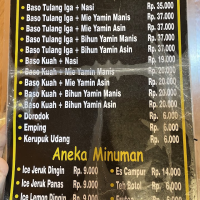 Baso Tulang Iga + Nasi Rp. 35.000
Baso Tulang Iga + Mie Yamin Manis Rp. 37.000
Baso Tulang Iga + Mie Yamin Asin Rp. 37.000
Baso Tulang Iga + Bihun Yamin Manis Rp. 37.000
Baso Tulang Iga + Bihun Yamin Asin Rp. 37.000
Baso Kuah + Nasi Rp. 19.000
Baso Kuah + Mie Yamin Manis Rp. 20.000
Baso Kuah + Mie Yamin Asin Rp. 20.000
Baso Kuah + Bihun Yamin Manis Rp. 20.000
Baso Kuah + Bihun Yamin Asin Rp. 20.000
Dorodok Rp. 6.000
Emping Rp. 6.000
Kerupuk Udang Rp. 6.000
Aneka Minuman
Ice Jeruk Dingin Rp. 9.000 Es Campur Rp. 14.000
Ice Jeruk Panas Rp. 9.000 Teh Botol Rp. 6.000
Ice Lemon Dingin Rp. 9.000